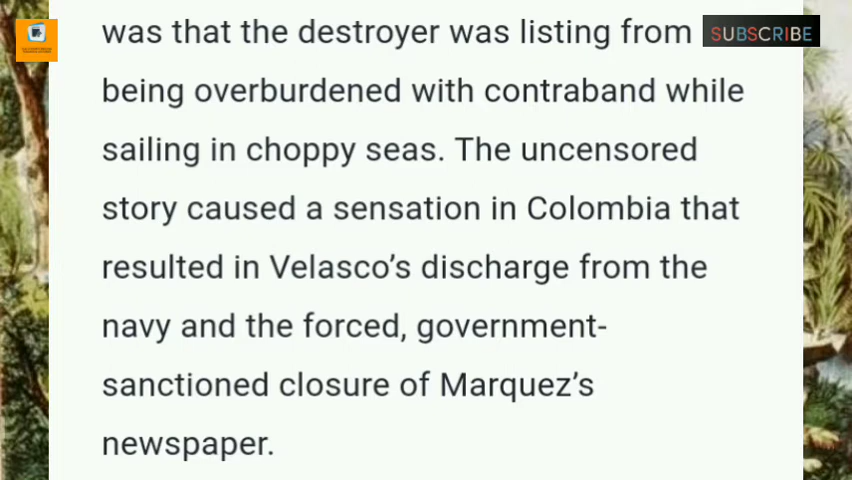 was that the destroyer was listing from
SUBSCRIBE
being overburdened with contraband while
sailing in choppy seas. The uncensored
story caused a sensation in Colombia that
resulted in Velasco’s discharge from the
navy and the forced, government-
sanctioned closure of Marquez’s
newspaper.